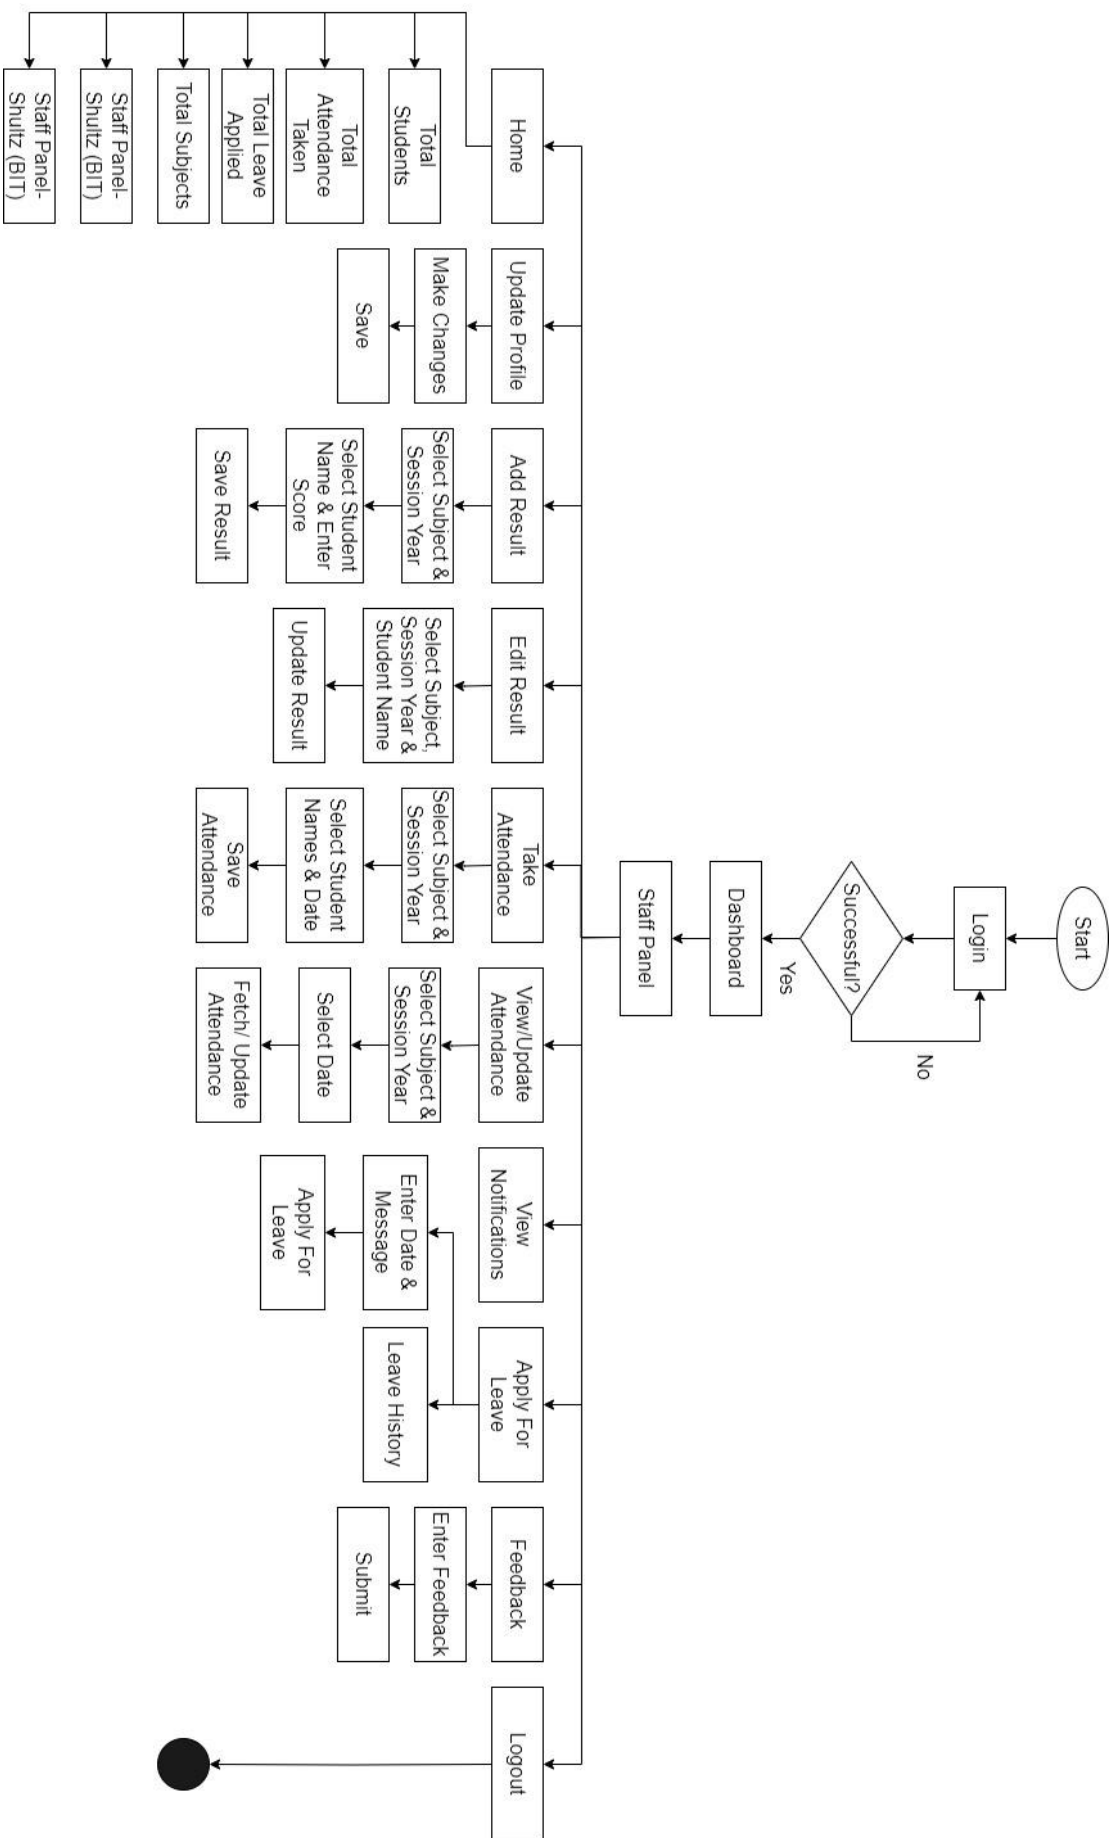 Start
Login
Successful?
No
Yes
Dashboard
Staff Panel
Home
Update Profile
Add Result
Edit Result
Take
Attendance
View/Update
Attendance
View
Notifications
Apply For
Leave
Feedback
Logout
Total
Students
Total
Attendance
Taken
Total Leave
Applied
Total Subjects
Staff Panel-
Shultz (BIT)
Staff Panel-
Shultz (BIT)
Make Changes
Save
Select Subject &
Session Year
Select Student
Name & Enter
Score
Save Result
Select Subject,
Session Year &
Student Name
Update Result
Select Subject &
Session Year
Select Student
Names & Date
Save
Attendance
Select Subject &
Session Year
Select Date
Fetch/ Update
Attendance
Enter Date &
Message
Apply For
Leave
Leave History
Enter Feedback
Submit